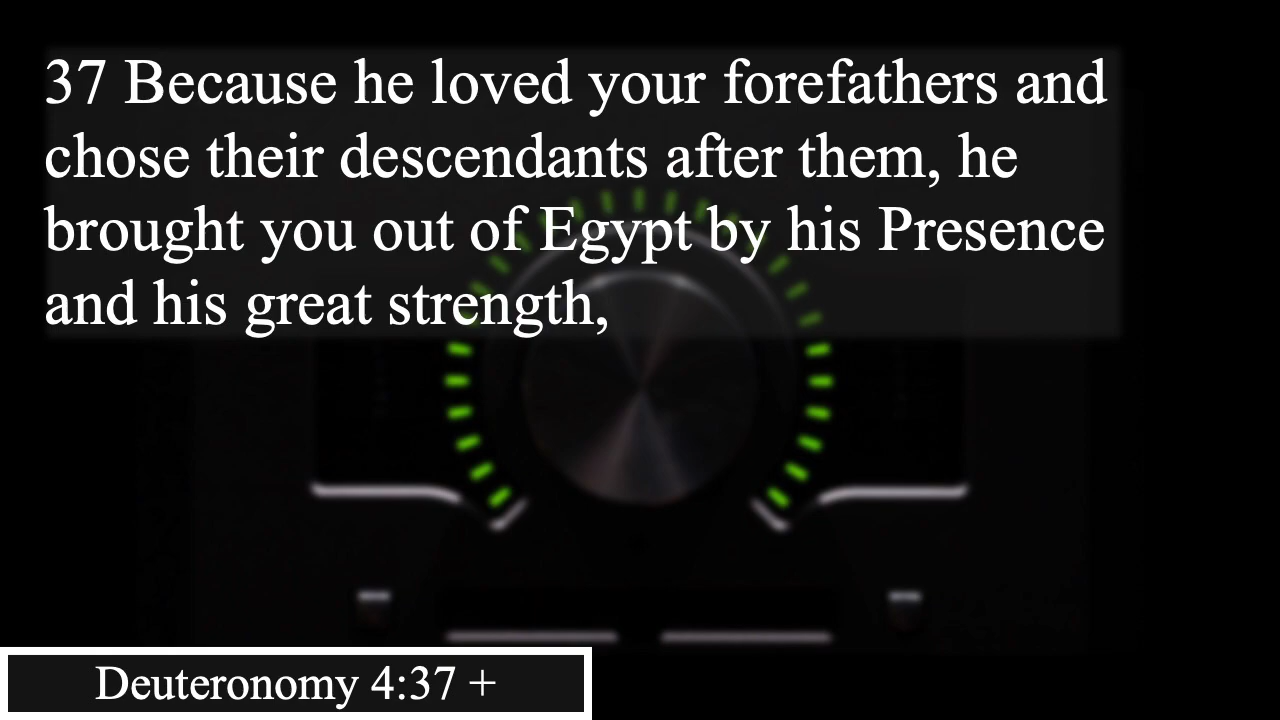 37 Because he loved your forefathers and
chose their descendants after them, he
brought you out of Egypt by his Presence
and his great strength,
Deuteronomy 4:37 +